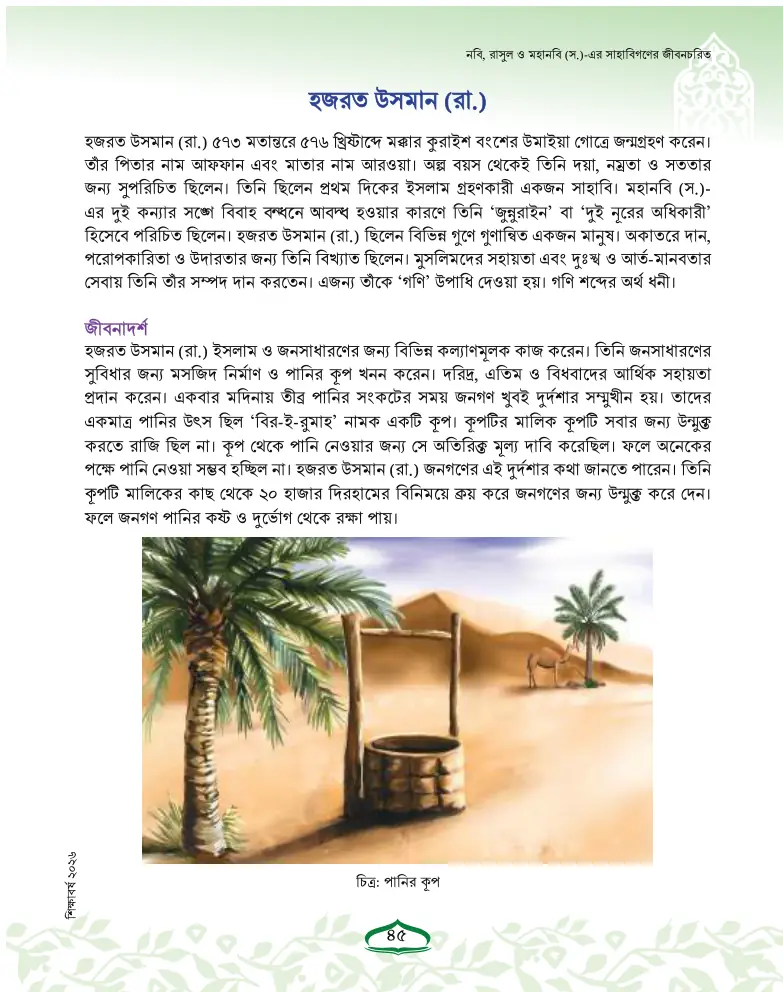 নবি, রাসুল ও মহানবি (স.)-এর সাহাবিগণের জীবনচরিত
হজরত উসমান (রা.)
হজরত উসমান (রা.) ৫৭৩ মতান্তরে ৫৭৬ খ্রিষ্টাব্দে মক্কার কুরাইশ বংশের উমাইয়া গোত্রে জন্মগ্রহণ করেন।
তাঁর পিতার নাম আফফান এবং মাতার নাম আরওয়া। অল্প বয়স থেকেই তিনি দয়া, নম্রতা ও সততার
জন্য সুপরিচিত ছিলেন। তিনি ছিলেন প্রথম দিকের ইসলাম গ্রহণকারী একজন সাহাবি। মহানবি (স.)-
এর দুই কন্যার সঙ্গে বিবাহ বন্ধনে আবদ্ধ হওয়ার কারণে তিনি ‘জুন্নুরাইন’ বা ‘দুই নূরের অধিকারী’
হিসেবে পরিচিত ছিলেন। হজরত উসমান (রা.) ছিলেন বিভিন্ন গুণে গুণান্বিত একজন মানুষ। অকাতরে দান,
পরোপকারিতা ও উদারতার জন্য তিনি বিখ্যাত ছিলেন। মুসলিমদের সহায়তা এবং দুঃস্থ ও আর্ত-মানবতার
সেবায় তিনি তাঁর সম্পদ দান করতেন। এজন্য তাঁকে ‘গণি’ উপাধি দেওয়া হয়। গণি শব্দের অর্থ ধনী।
জীবনাদর্শ
হজরত উসমান (রা.) ইসলাম ও জনসাধারণের জন্য বিভিন্ন কল্যাণমূলক কাজ করেন। তিনি জনসাধারণের
সুবিধার জন্য মসজিদ নির্মাণ ও পানির কূপ খনন করেন। দরিদ্র, এতিম ও বিধবাদের আর্থিক সহায়তা
প্রদান করেন। একবার মদিনায় তীব্র পানির সংকটের সময় জনগণ খুবই দুর্দশার সম্মুখীন হয়। তাদের
একমাত্র পানির উৎস ছিল ‘বির-ই-রুমাহ’ নামক একটি কূপ। কূপটির মালিক কূপটি সবার জন্য উন্মুক্ত
করতে রাজি ছিল না। কূপ থেকে পানি নেওয়ার জন্য সে অতিরিক্ত মূল্য দাবি করেছিল। ফলে অনেকের
পক্ষে পানি নেওয়া সম্ভব হচ্ছিল না। হজরত উসমান (রা.) জনগণের এই দুর্দশার কথা জানতে পারেন। তিনি
কূপটি মালিকের কাছ থেকে ২০ হাজার দিরহামের বিনিময়ে ক্রয় করে জনগণের জন্য উন্মুক্ত করে দেন।
ফলে জনগণ পানির কষ্ট ও দুর্ভোগ থেকে রক্ষা পায়।
চিত্র: পানির কূপ
শিক্ষাবর্ষ ২০২৬
৪৫